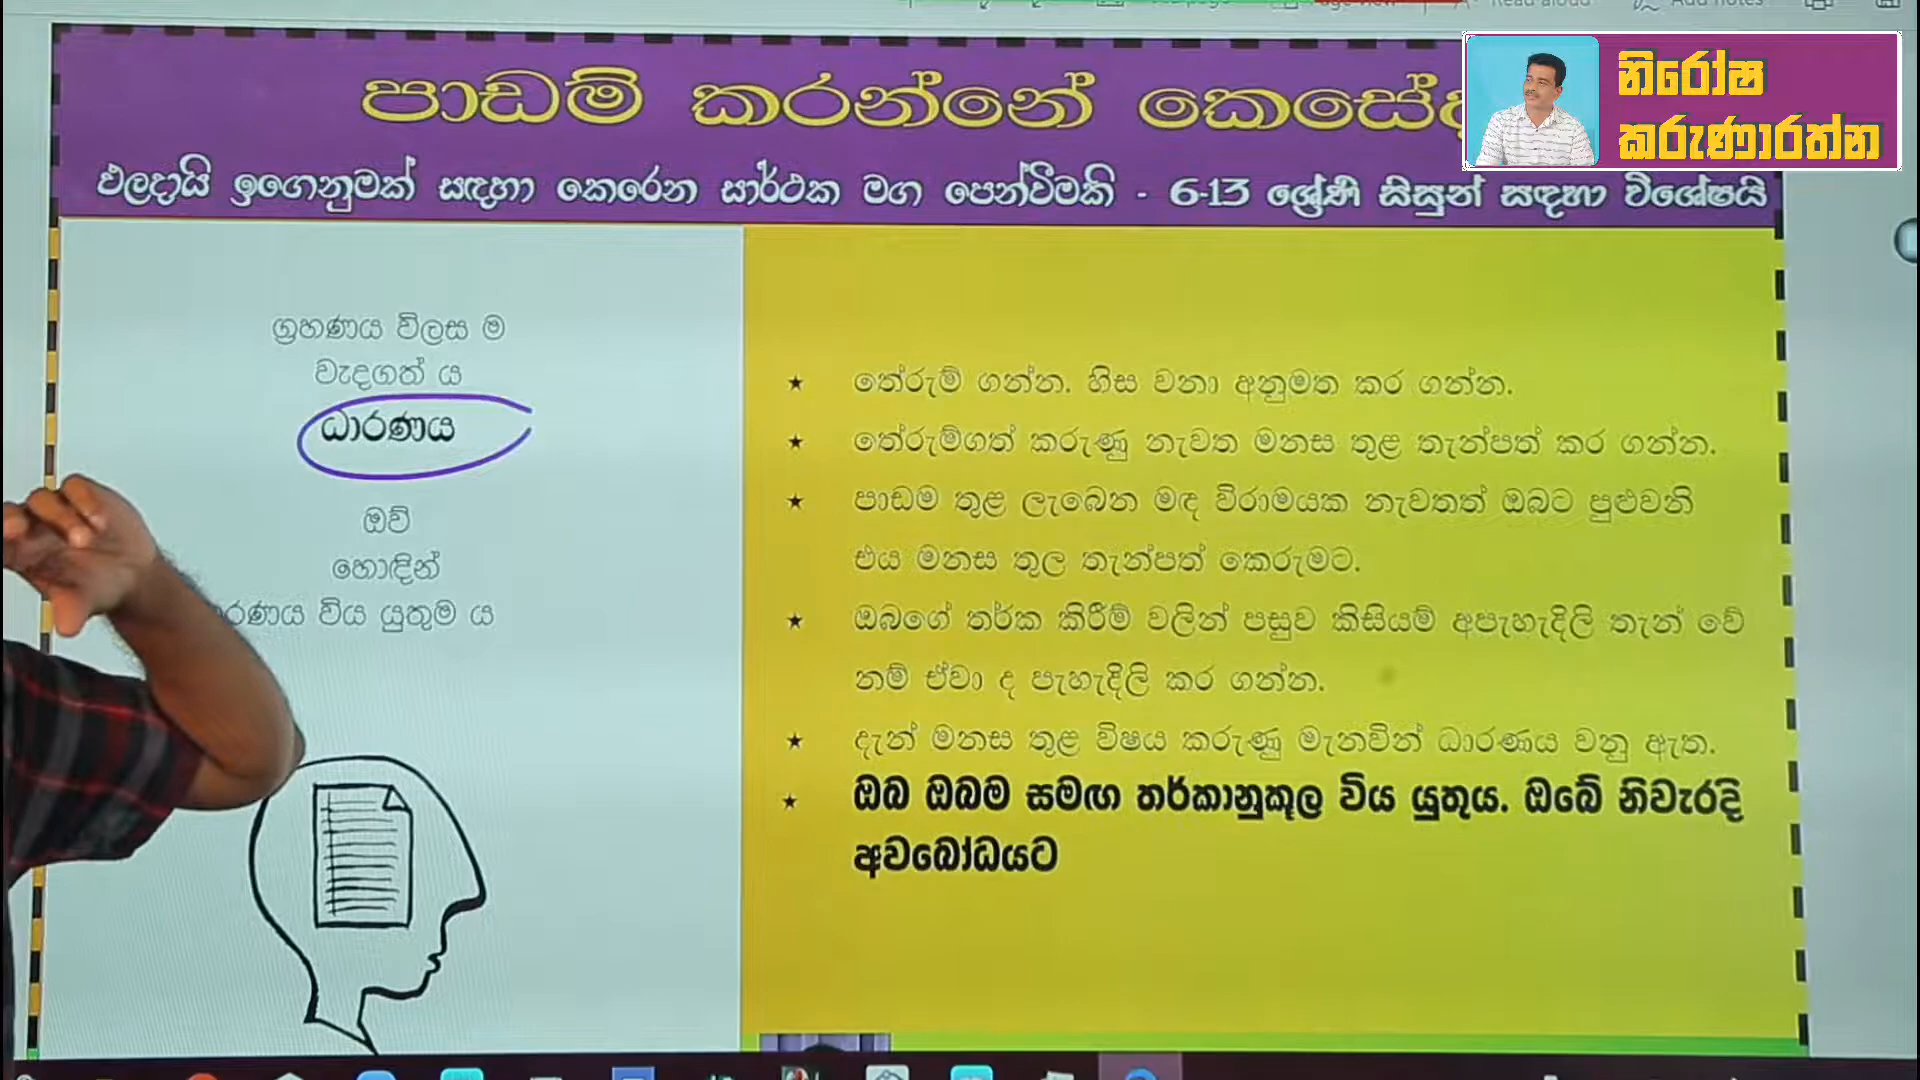 පාඩම් කරන්නේ
නිරෝෂ
කරුණාරත්න
ඵලදායි ඉගෙනුමක් සඳහා කෙරෙන සාර්ථක මග පෙන්වීමකි - 6-13 ශ්‍රේණි සිසුන් සඳහා විශේෂයි
ග්‍රහණය විලස ම
වැදගත් ය
ධාරණය
ඔව්
හොඳින්
විය යුතුම ය
★ තේරුම් ගන්න. හිස වනා අනුමත කර ගන්න.
★ තේරුම්ගත් කරුණු නැවත මනස තුළ තැන්පත් කර ගන්න.
★ පාඩම තුළ ලැබෙන මඳ විරාමයක නැවතත් ඔබට පුළුවනි
එය මනස තුල තැන්පත් කෙරුමට.
★ ඔබගේ තර්ක කිරීම් වලින් පසුව කිසියම් අපැහැදිලි තැන් වේ
නම් ඒවා ද පැහැදිලි කර ගන්න.
★ දැන් මනස තුළ විෂය කරුණු මැනවින් ධාරණය වනු ඇත.
★ ඔබ ඔබම සමඟ තර්කානුකූල විය යුතුය. ඔබේ නිවැරදි
අවබෝධයට